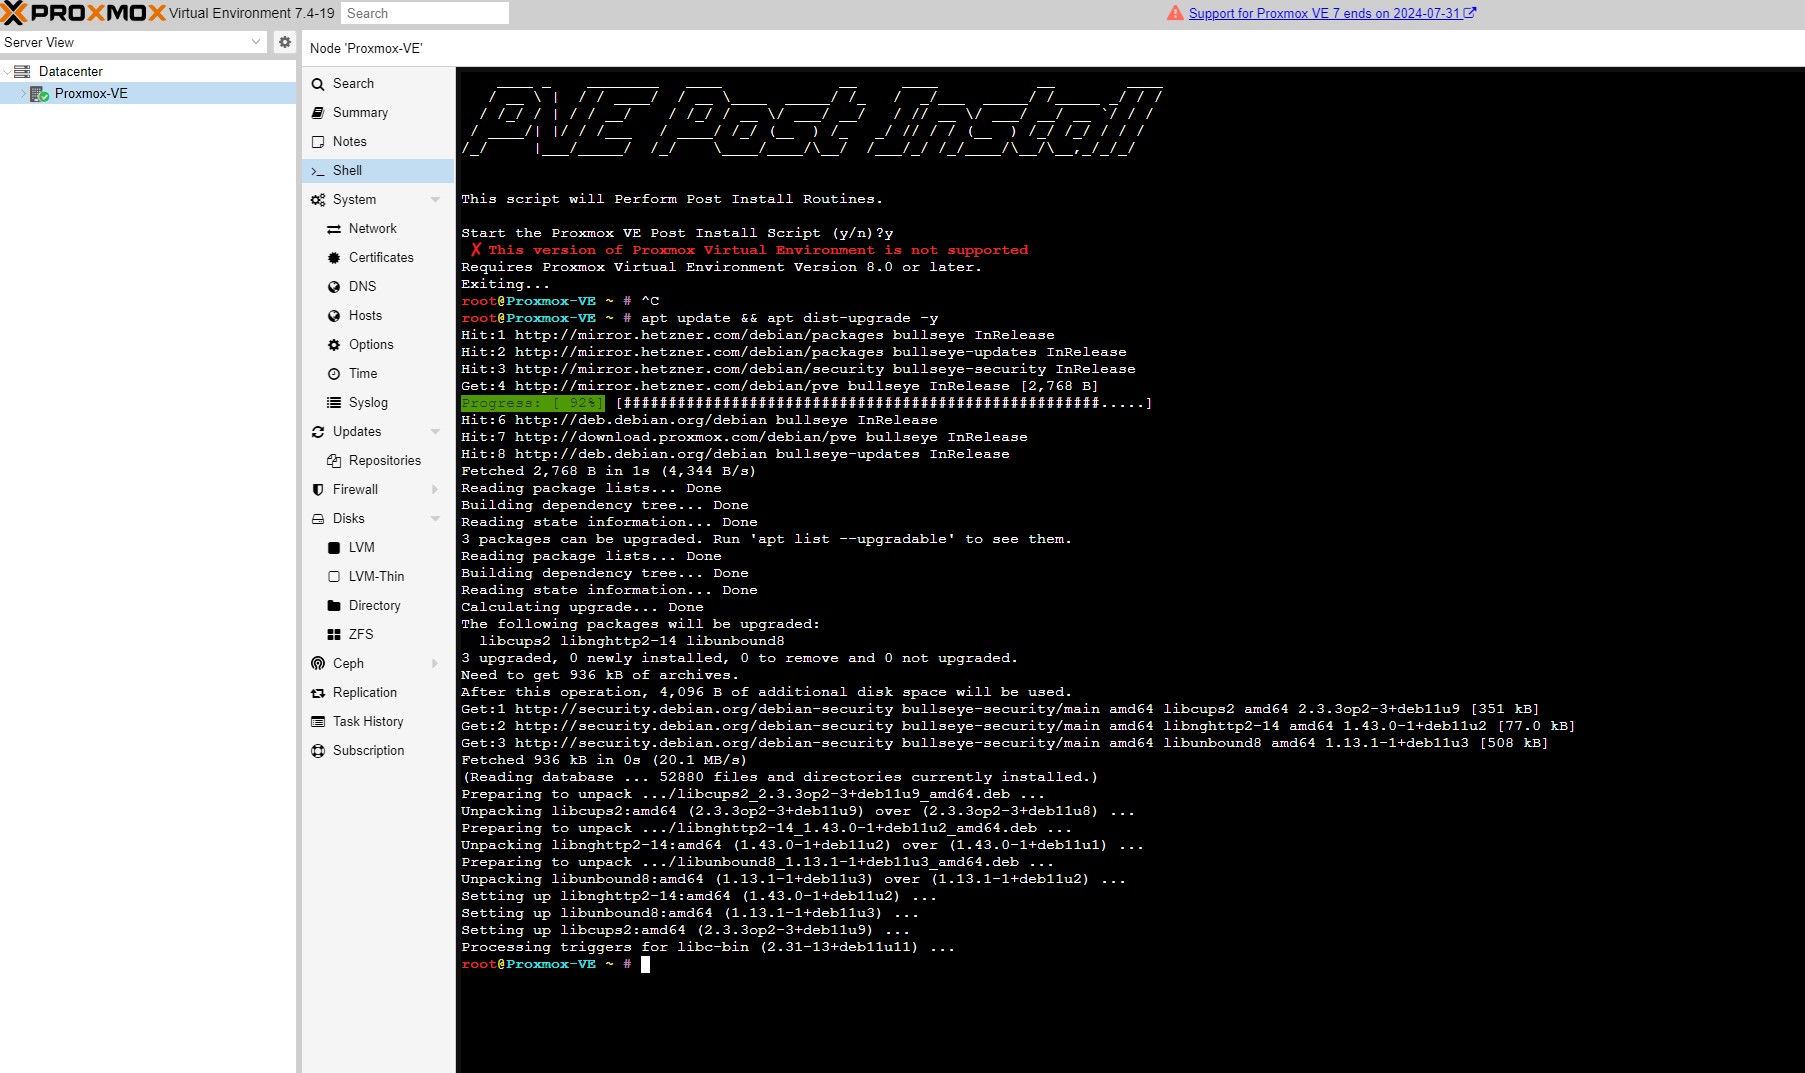 PROXMOX Virtual Environment 7.4-19 Search
Support for Proxmox VE 7 ends on 2024-07-31
Server View
Datacenter
Proxmox-VE
Node 'Proxmox-VE'
Search
Summary
Notes
Shell
System
Network
Certificates
DNS
Hosts
Options
Time
Syslog
Updates
Repositories
Firewall
Disks
LVM
LVM-Thin
Directory
ZFS
Ceph
Replication
Task History
Subscription
PVE Post Install
This script will Perform Post Install Routines.
Start the Proxmox VE Post Install Script (y/n)?y
✗ This version of Proxmox Virtual Environment is not supported
Requires Proxmox Virtual Environment Version 8.0 or later.
Exiting...
root@Proxmox-VE ~ # ^C
root@Proxmox-VE ~ # apt update && apt dist-upgrade -y
Hit:1 http://mirror.hetzner.com/debian/packages bullseye InRelease
Hit:2 http://mirror.hetzner.com/debian/packages bullseye-updates InRelease
Hit:3 http://mirror.hetzner.com/debian/security bullseye-security InRelease
Get:4 http://mirror.hetzner.com/debian/pve bullseye InRelease [2,768 B]
Progress: [ 92%] [#####################################################.....]
Hit:6 http://deb.debian.org/debian bullseye InRelease
Hit:7 http://download.proxmox.com/debian/pve bullseye InRelease
Hit:8 http://deb.debian.org/debian bullseye-updates InRelease
Fetched 2,768 B in 1s (4,344 B/s)
Reading package lists... Done
Building dependency tree... Done
Reading state information... Done
3 packages can be upgraded. Run 'apt list --upgradable' to see them.
Reading package lists... Done
Building dependency tree... Done
Reading state information... Done
Calculating upgrade... Done
The following packages will be upgraded:
libcups2 libnghttp2-14 libunbound8
3 upgraded, 0 newly installed, 0 to remove and 0 not upgraded.
Need to get 936 kB of archives.
After this operation, 4,096 B of additional disk space will be used.
Get:1 http://security.debian.org/debian-security bullseye-security/main amd64 libcups2 amd64 2.3.3op2-3+deb11u9 [351 kB]
Get:2 http://security.debian.org/debian-security bullseye-security/main amd64 libnghttp2-14 amd64 1.43.0-1+deb11u2 [77.0 kB]
Get:3 http://security.debian.org/debian-security bullseye-security/main amd64 libunbound8 amd64 1.13.1-1+deb11u3 [508 kB]
Fetched 936 kB in 0s (20.1 MB/s)
(Reading database ... 52880 files and directories currently installed.)
Preparing to unpack .../libcups2_2.3.3op2-3+deb11u9_amd64.deb ...
Unpacking libcups2:amd64 (2.3.3op2-3+deb11u9) over (2.3.3op2-3+deb11u8) ...
Preparing to unpack .../libnghttp2-14_1.43.0-1+deb11u2_amd64.deb ...
Unpacking libnghttp2-14:amd64 (1.43.0-1+deb11u2) over (1.43.0-1+deb11u1) ...
Preparing to unpack .../libunbound8_1.13.1-1+deb11u3_amd64.deb ...
Unpacking libunbound8:amd64 (1.13.1-1+deb11u3) over (1.13.1-1+deb11u2) ...
Setting up libnghttp2-14:amd64 (1.43.0-1+deb11u2) ...
Setting up libunbound8:amd64 (1.13.1-1+deb11u3) ...
Setting up libcups2:amd64 (2.3.3op2-3+deb11u9) ...
Processing triggers for libc-bin (2.31-13+deb11u11) ...
root@Proxmox-VE ~ #